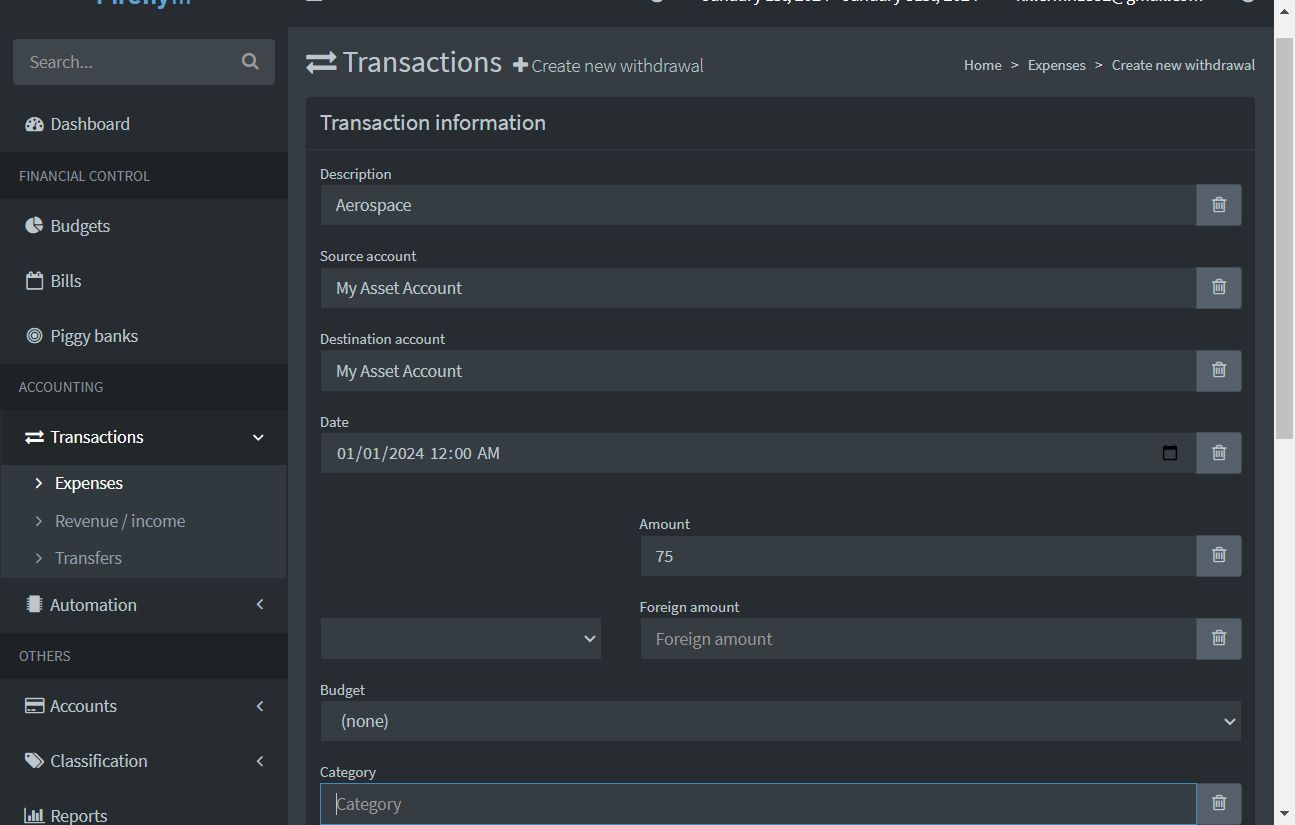 Search...
Dashboard
FINANCIAL CONTROL
Budgets
Bills
Piggy banks
ACCOUNTING
Transactions
Expenses
Revenue / income
Transfers
Automation
OTHERS
Accounts
Classification
Reports
Transactions Create new withdrawal
Home > Expenses > Create new withdrawal
Transaction information
Description
Aerospace
Source account
My Asset Account
Destination account
My Asset Account
Date
01/01/2024 12:00 AM
Amount
75
Foreign amount
Foreign amount
Budget
(none)
Category
Category